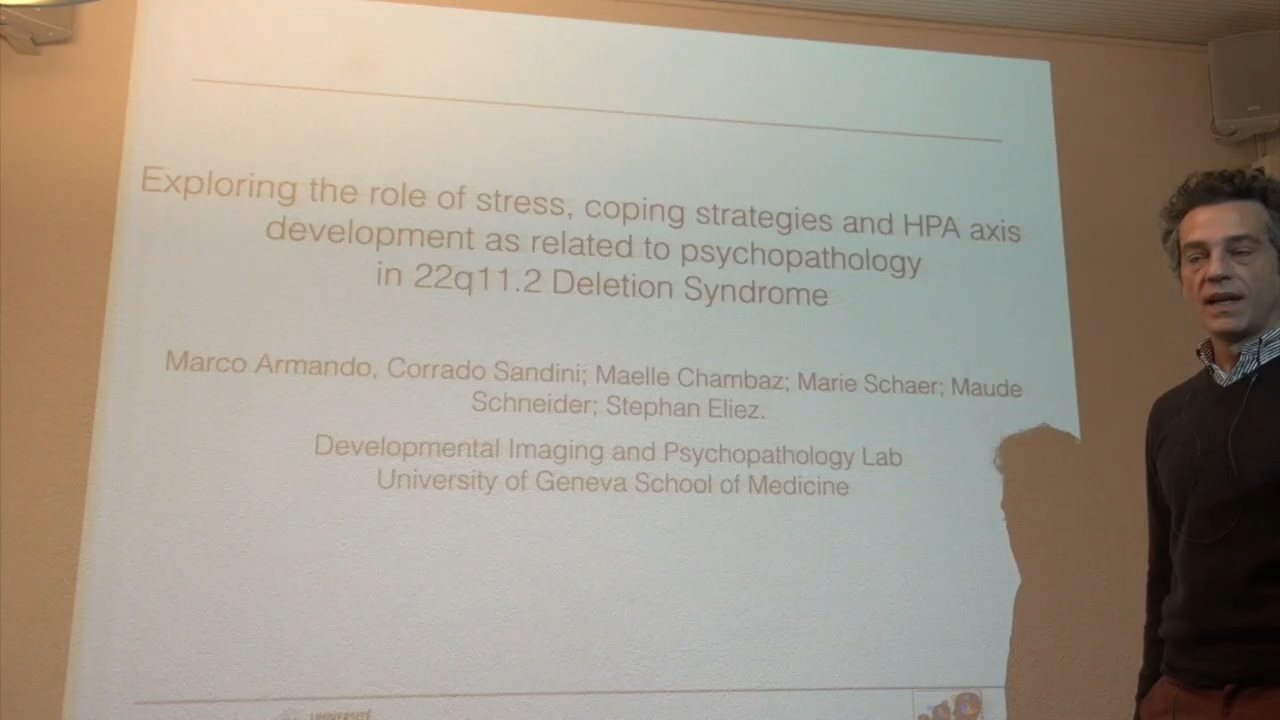 Exploring the role of stress, coping strategies and HPA axis
development as related to psychopathology
in 22q11.2 Deletion Syndrome
Marco Armando, Corrado Sandini; Maelle Chambaz; Marie Schaer; Maude
Schneider; Stephan Eliez.
Developmental Imaging and Psychopathology Lab
University of Geneva School of Medicine
UNIVERSITÉ